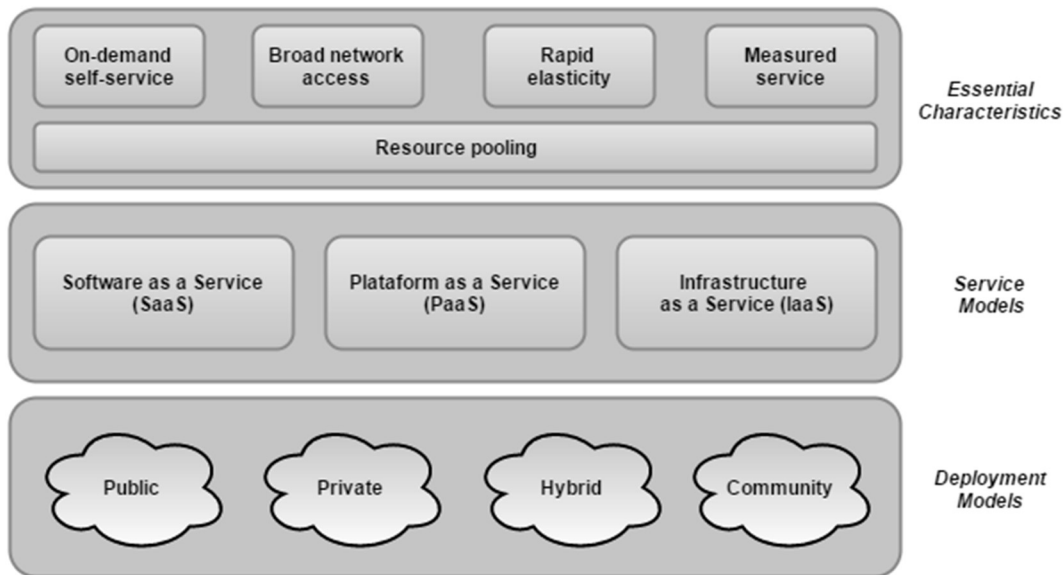 On-demand
self-service
Broad network
access
Rapid
elasticity
Measured
service
Resource pooling
Essential
Characteristics
Software as a Service
(SaaS)
Plataform as a Service
(PaaS)
Infrastructure
as a Service (IaaS)
Service
Models
Public
Private
Hybrid
Community
Deployment
Models